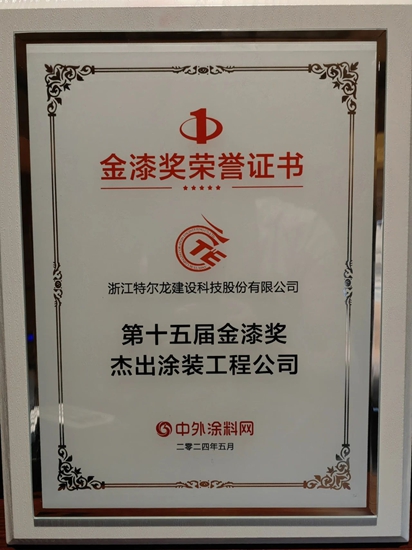 1
金漆奖荣誉证书
★★★★★
CTE
浙江特尔龙建设科技股份有限公司
第十五届金漆奖
杰出涂装工程公司
中外涂料网
二零二四年五月